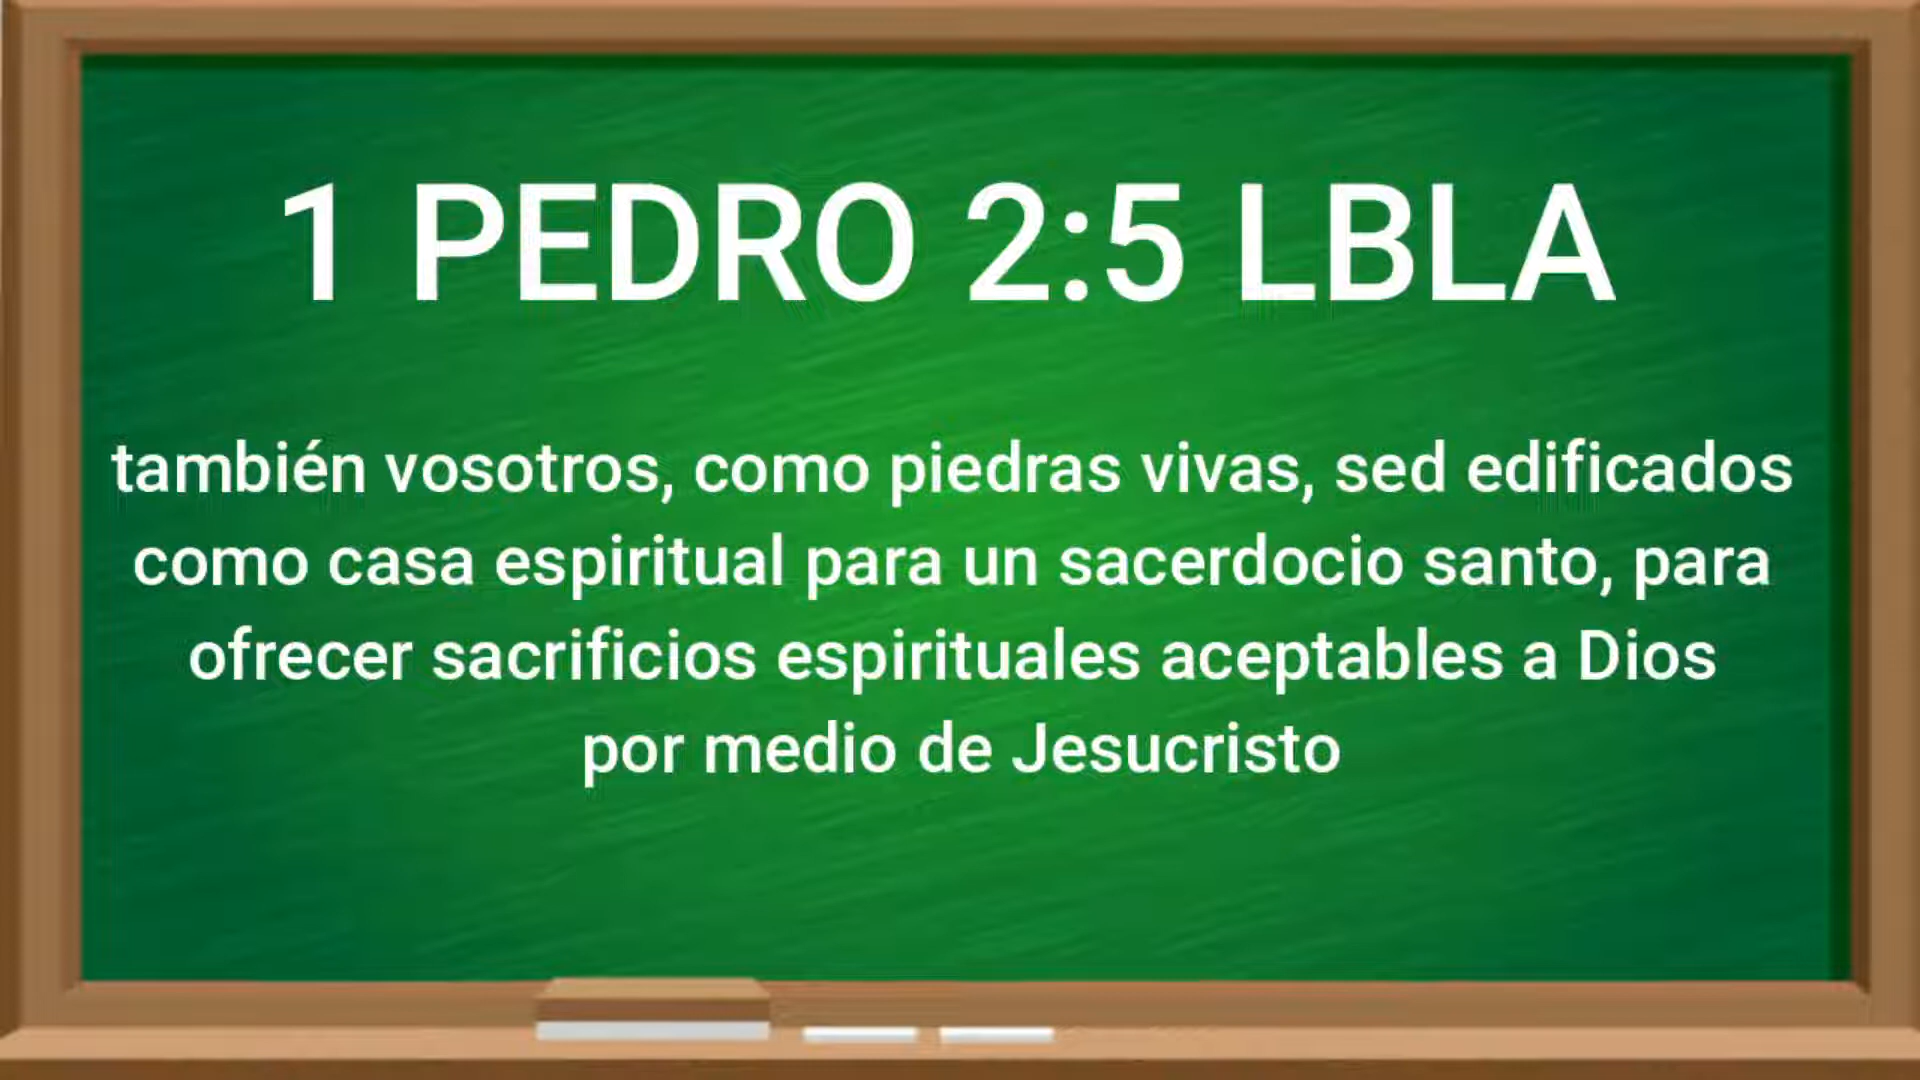 1 PEDRO 2:5 LBLA
también vosotros, como piedras vivas, sed edificados
como casa espiritual para un sacerdocio santo, para
ofrecer sacrificios espirituales aceptables a Dios
por medio de Jesucristo